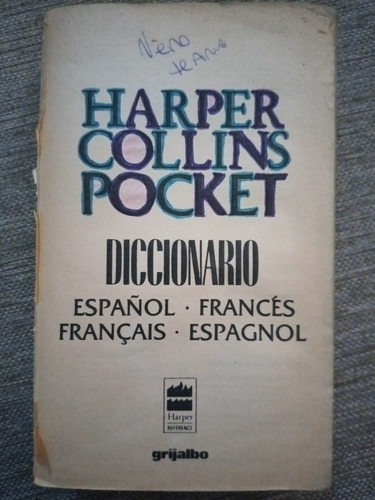 HARPER
COLLINS
POCKET
DICCIONARIO
ESPAÑOL · FRANCÉS
FRANÇAIS · ESPAGNOL
Harper
REFERENCE
grijalbo